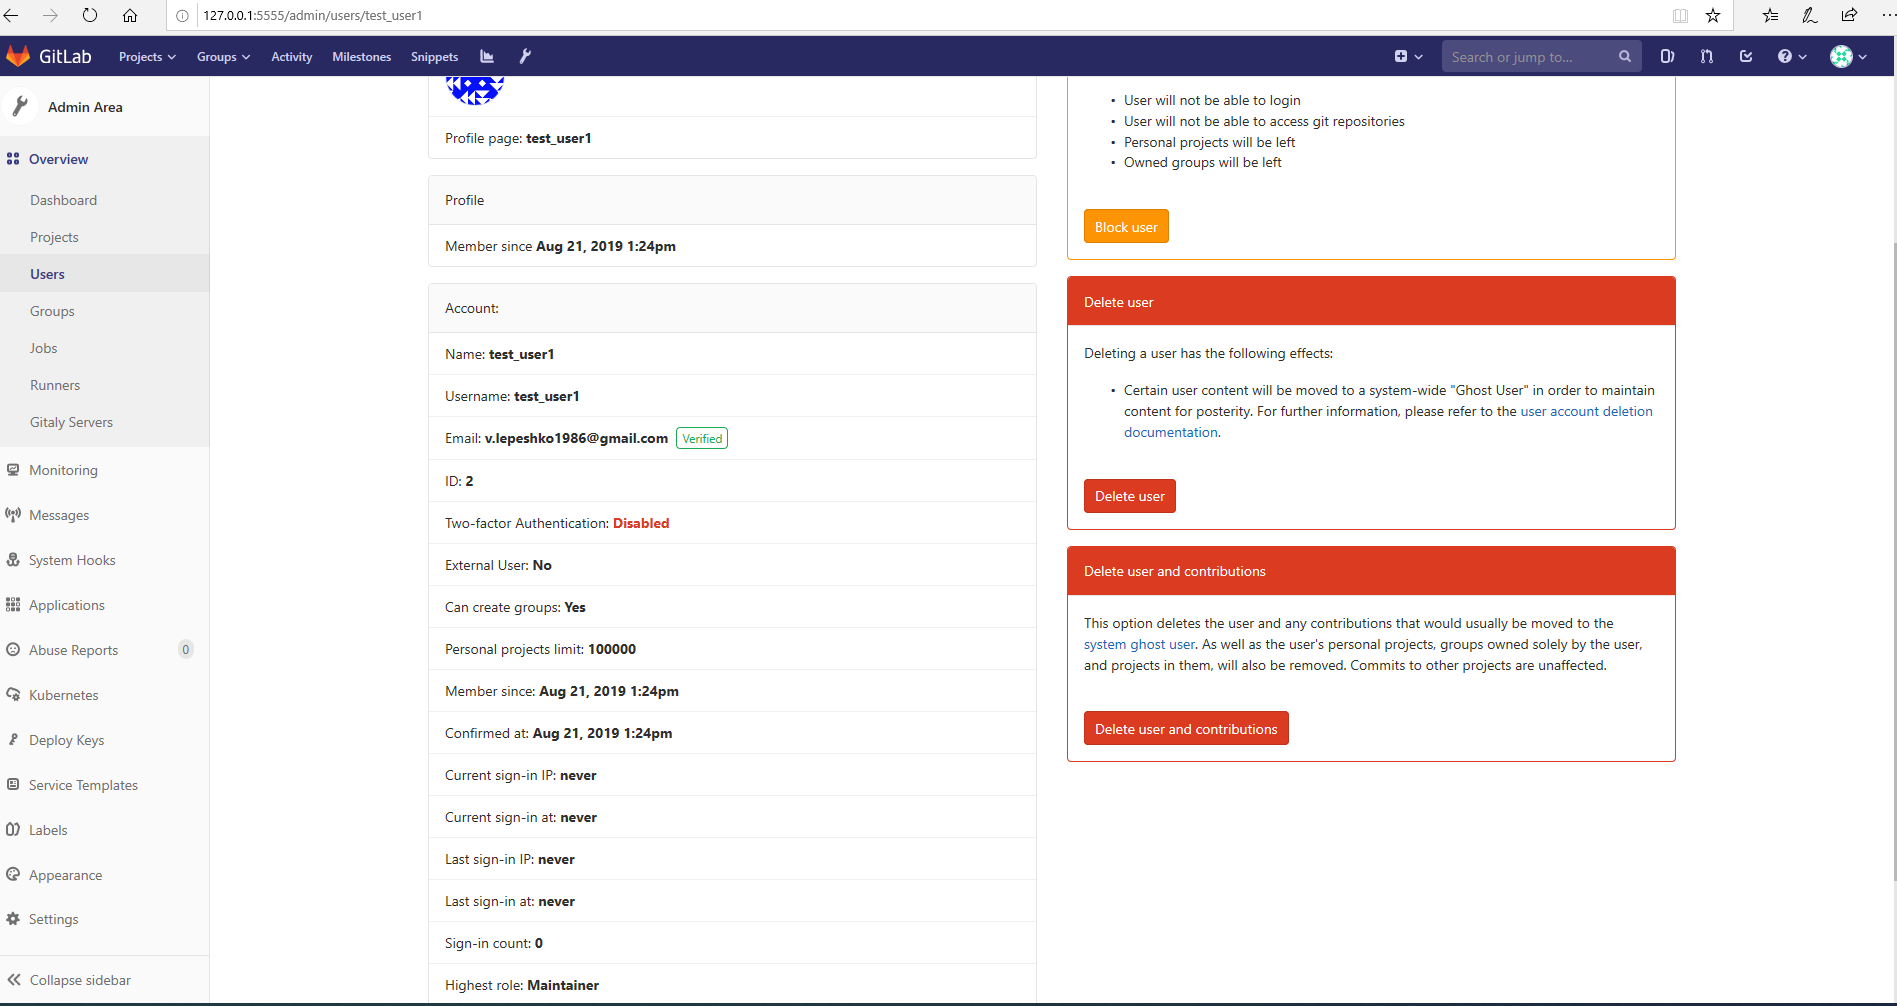 127.0.0.1:5555/admin/users/test_user1
GitLab Projects Groups Activity Milestones Snippets Search or jump to...
Admin Area
Overview
Dashboard
Projects
Users
Groups
Jobs
Runners
Gitaly Servers
Monitoring
Messages
System Hooks
Applications
Abuse Reports 0
Kubernetes
Deploy Keys
Service Templates
Labels
Appearance
Settings
Collapse sidebar
Profile page: test_user1
Profile
Member since Aug 21, 2019 1:24pm
Account:
Name: test_user1
Username: test_user1
Email: v.lepeshko1986@gmail.com Verified
ID: 2
Two-factor Authentication: Disabled
External User: No
Can create groups: Yes
Personal projects limit: 100000
Member since: Aug 21, 2019 1:24pm
Confirmed at: Aug 21, 2019 1:24pm
Current sign-in IP: never
Current sign-in at: never
Last sign-in IP: never
Last sign-in at: never
Sign-in count: 0
Highest role: Maintainer
• User will not be able to login
• User will not be able to access git repositories
• Personal projects will be left
• Owned groups will be left
Block user
Delete user
Deleting a user has the following effects:
• Certain user content will be moved to a system-wide "Ghost User" in order to maintain
content for posterity. For further information, please refer to the user account deletion
documentation.
Delete user
Delete user and contributions
This option deletes the user and any contributions that would usually be moved to the
system ghost user. As well as the user's personal projects, groups owned solely by the user,
and projects in them, will also be removed. Commits to other projects are unaffected.
Delete user and contributions